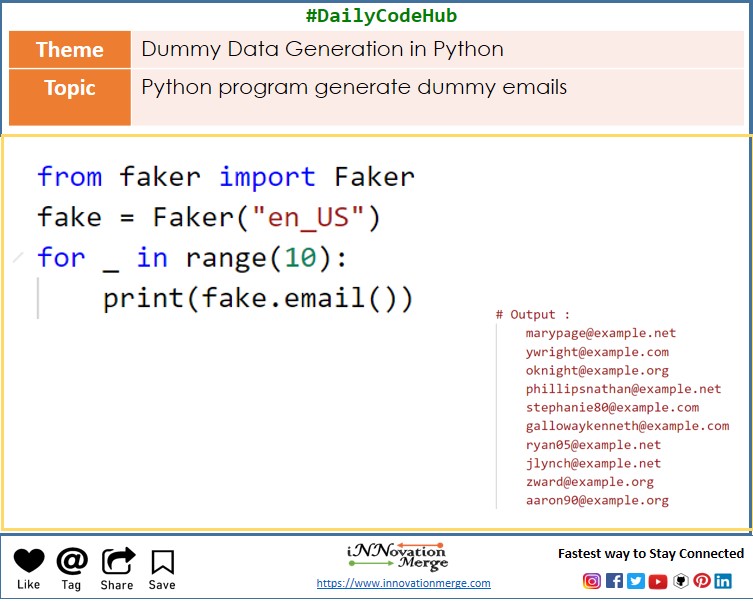 #DailyCodeHub
Theme Dummy Data Generation in Python
Topic Python program generate dummy emails
from faker import Faker
fake = Faker("en_US")
for _ in range(10):
    print(fake.email())
# Output :
marypage@example.net
ywright@example.com
oknight@example.org
phillipsnathan@example.net
stephanie80@example.com
gallowaykenneth@example.com
ryan05@example.net
jlynch@example.net
zward@example.org
aaron90@example.org
Like Tag Share Save
iNNovation
Merge
https://www.innovationmerge.com
Fastest way to Stay Connected